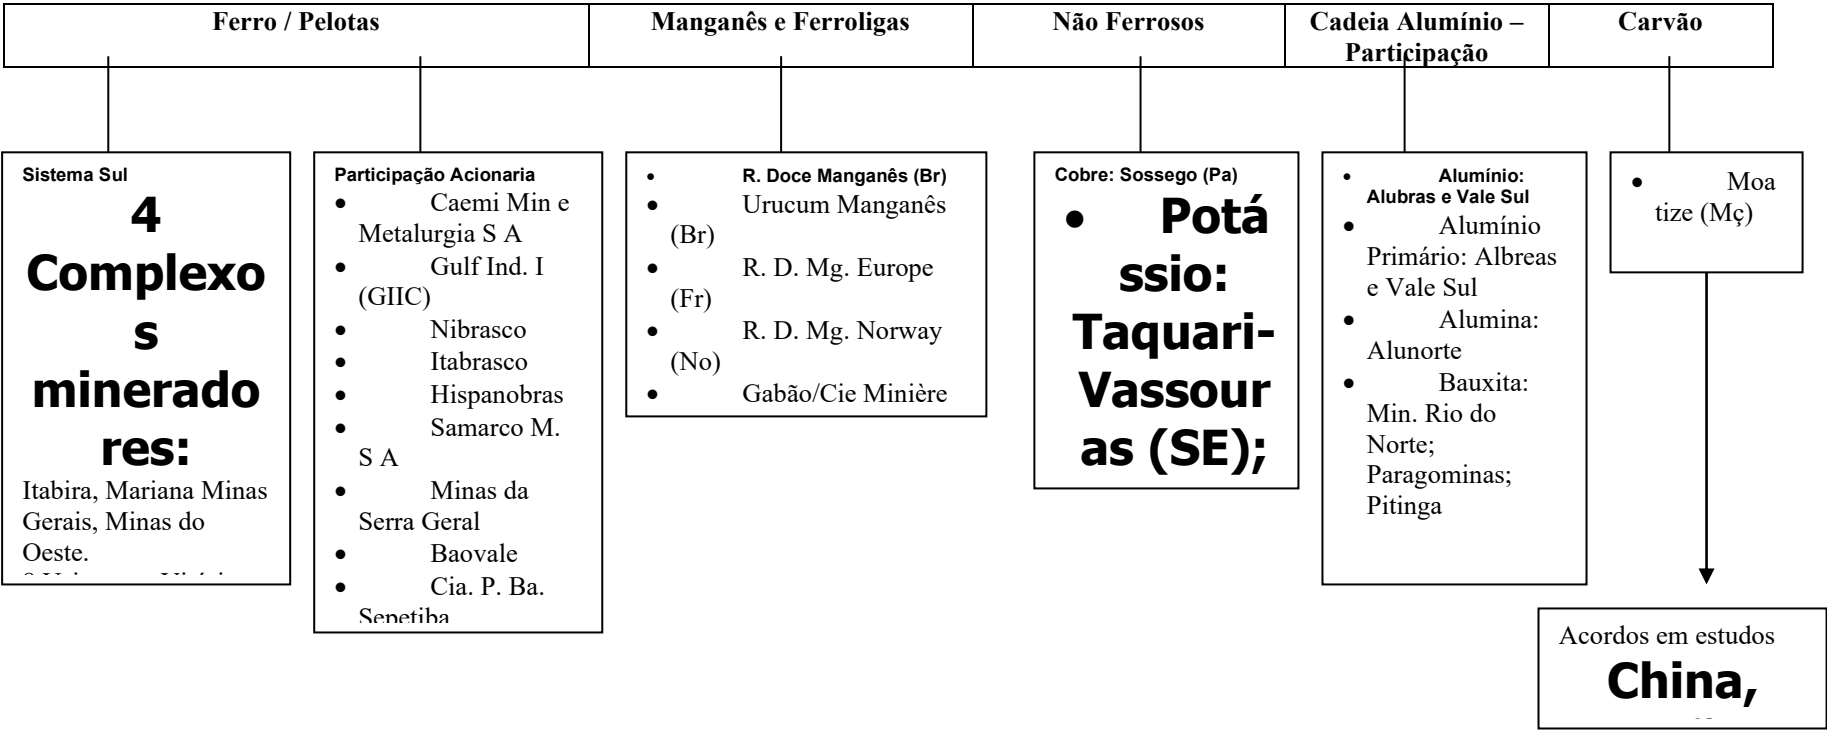 Ferro / Pelotas
Manganês e Ferroligas
Não Ferrosos
Cadeia Alumínio –
Participação
Carvão
Sistema Sul
4
Complexo
s
minerado
res:
Itabira, Mariana Minas
Gerais, Minas do
Oeste.
Participação Acionaria
• Caemi Min e
Metalurgia S A
• Gulf Ind. I
(GIIC)
• Nibrasco
• Itabrasco
• Hispanobras
• Samarco M.
S A
• Minas da
Serra Geral
• Baovale
• Cia. P. Ba.
Sepetiba
• R. Doce Manganês (Br)
• Urucum Manganês
(Br)
• R. D. Mg. Europe
(Fr)
• R. D. Mg. Norway
(No)
• Gabão/Cie Minière
Cobre: Sossego (Pa)
• Potá
ssio:
Taquari-
Vassour
as (SE);
• Alumínio:
Alubras e Vale Sul
• Alumínio
Primário: Albreas
e Vale Sul
• Alumina:
Alunorte
• Bauxita:
Min. Rio do
Norte;
Paragominas;
Pitinga
• Moa
tize (Mç)
Acordos em estudos
China,